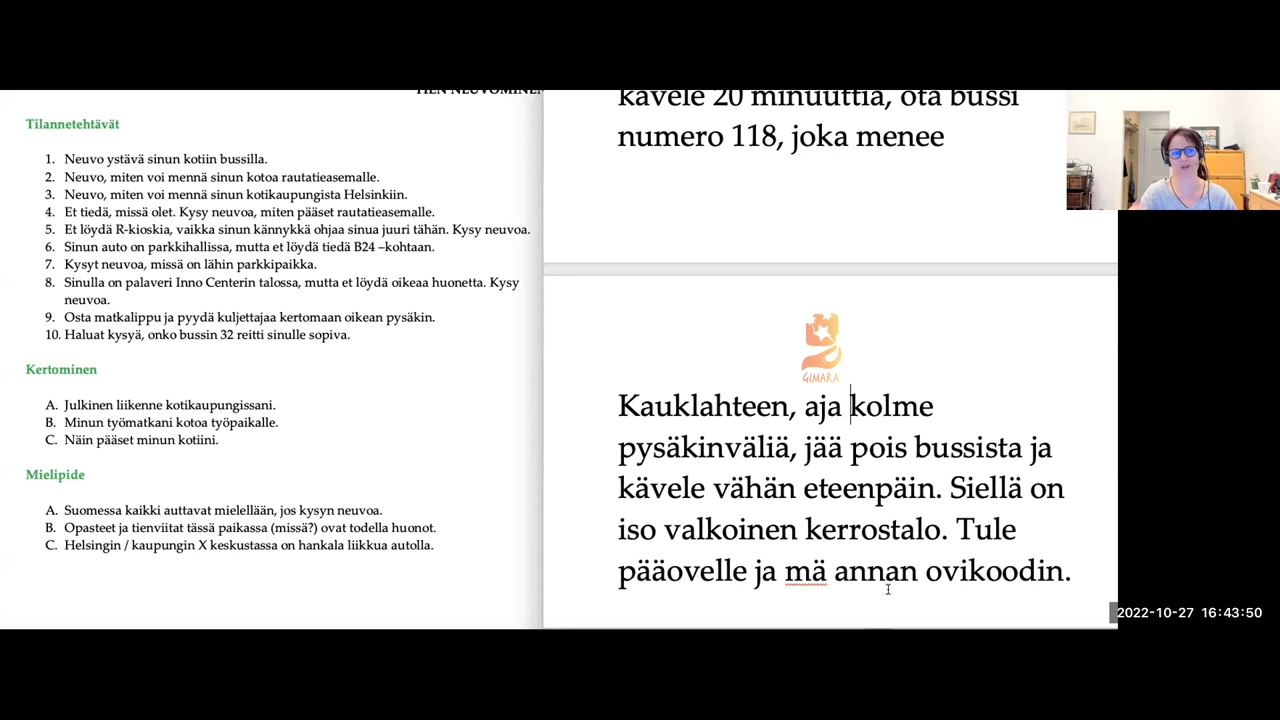 TIEN NEUVOMINEN
Tilannetehtävät
1. Neuvo ystävä sinun kotiin bussilla.
2. Neuvo, miten voi mennä sinun kotoa rautatieasemalle.
3. Neuvo, miten voi mennä sinun kotikaupungista Helsinkiin.
4. Et tiedä, missä olet. Kysy neuvoa, miten pääset rautatieasemalle.
5. Et löydä R-kioskia, vaikka sinun kännykkä ohjaa sinua juuri tähän. Kysy neuvoa.
6. Sinun auto on parkkihallissa, mutta et löydä tiedä B24 –kohtaan.
7. Kysyt neuvoa, missä on lähin parkkipaikka.
8. Sinulla on palaveri Inno Centerin talossa, mutta et löydä oikeaa huonetta. Kysy
neuvoa.
9. Osta matkalippu ja pyydä kuljettajaa kertomaan oikean pysäkin.
10. Haluat kysyä, onko bussin 32 reitti sinulle sopiva.
Kertominen
A. Julkinen liikenne kotikaupungissani.
B. Minun työmatkani kotoa työpaikalle.
C. Näin pääset minun kotiini.
Mielipide
A. Suomessa kaikki auttavat mielellään, jos kysyn neuvoa.
B. Opasteet ja tienviitat tässä paikassa (missä?) ovat todella huonot.
C. Helsingin / kaupungin X keskustassa on hankala liikkua autolla.
kävele 20 minuuttia, ota bussi
numero 118, joka menee
GIMARA
Kauklahteen, aja kolme
pysäkinväliä, jää pois bussista ja
kävele vähän eteenpäin. Siellä on
iso valkoinen kerrostalo. Tule
pääovelle ja mä annan ovikoodin.
2022-10-27 16:43:50